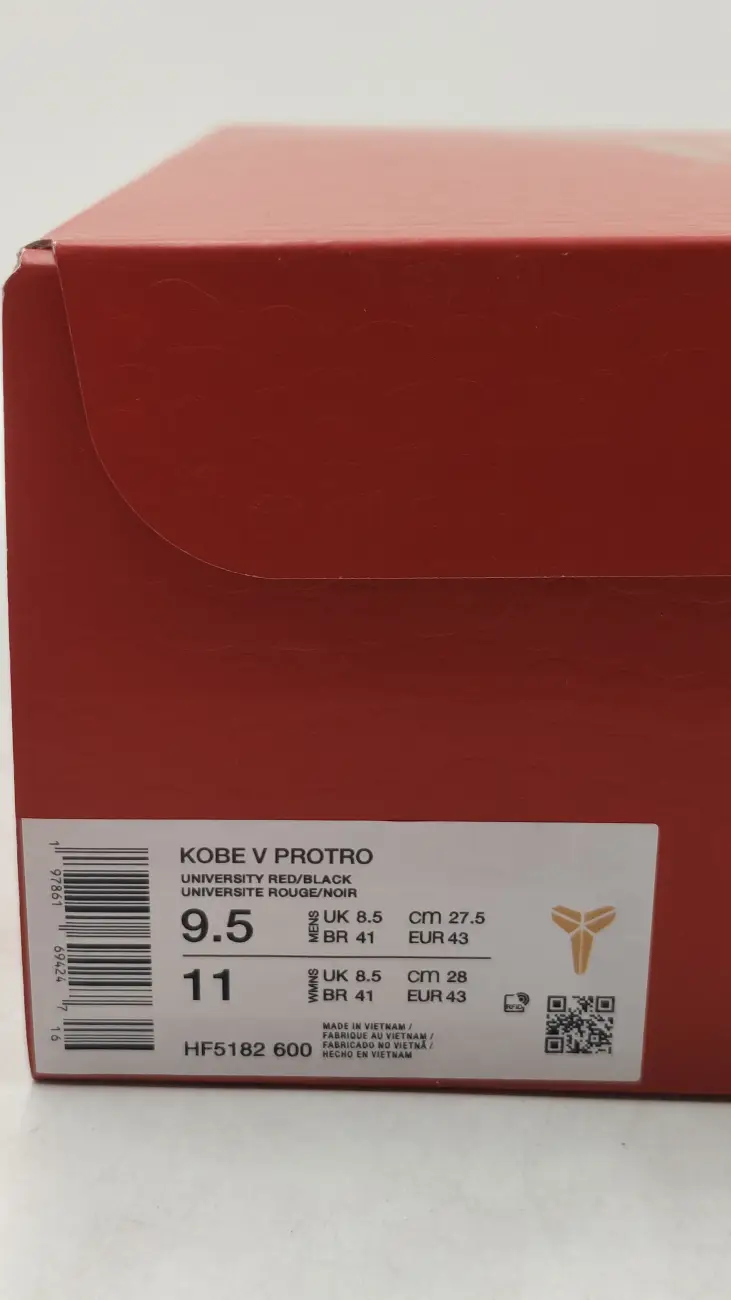 KOBE V PROTRO
UNIVERSITY RED/BLACK
UNIVERSITE ROUGE/NOIR
9.5 MENS UK 8.5 cm 27.5
BR 41 EUR 43
11 WMNS UK 8.5 cm 28
BR 41 EUR 43
HF5182 600
MADE IN VIETNAM /
FABRIQUE AU VIETNAM /
FABRICADO NO VIETNÃ /
HECHO EN VIETNAM
1 97861 69424 7 16